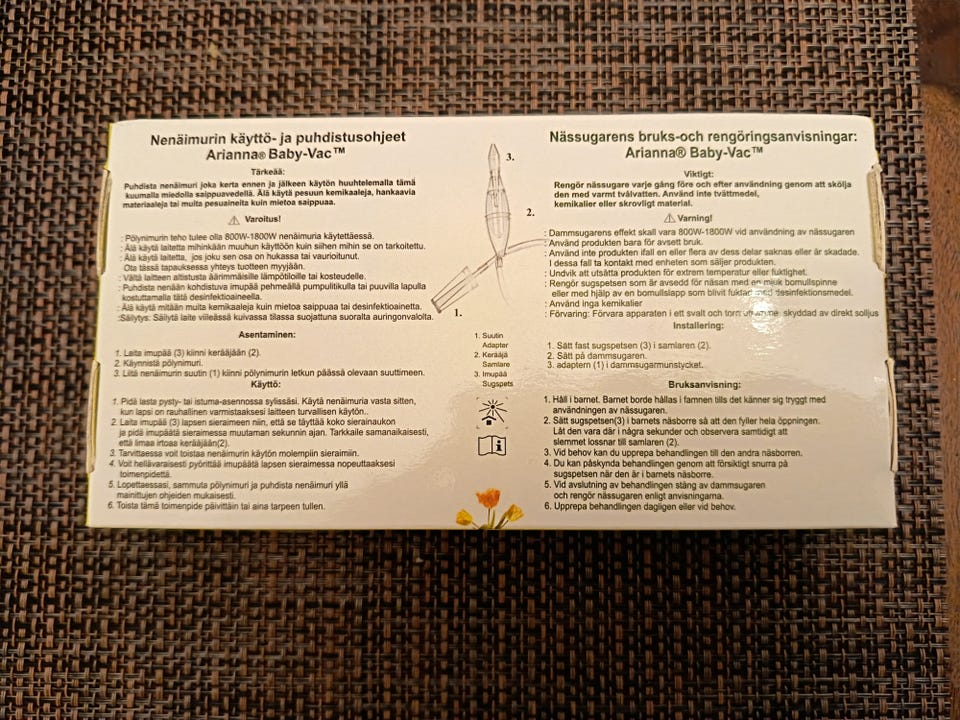 Nenäimurin käyttö- ja puhdistusohjeet
Arianna® Baby-Vac™
Tärkeää:
Puhdista nenäimuri joka kerta ennen ja jälkeen käytön huuhtelemalla tämä
kuumalla miedolla saippuavedellä. Älä käytä pesuun kemikaaleja, hankaavia
materiaaleja tai muita pesuaineita kuin mietoa saippuaa.
⚠ Varoitus!
: Pölynimurin teho tulee olla 800W-1800W nenäimuria käytettäessä.
: Älä käytä laitetta mihinkään muuhun käyttöön kuin siihen mihin se on tarkoitettu.
: Älä käytä laitetta, jos joku sen osa on hukassa tai vaurioitunut.
Ota tässä tapauksessa yhteys tuotteen myyjään.
: Vältä laitteen altistusta äärimmäisille lämpötiloille tai kosteudelle.
: Puhdista nenään kohdistuva imupää pehmeällä pumpulitikulla tai puuvilla lapulla
kostuttamalla tätä desinfektioaineella.
: Älä käytä mitään muita kemikaaleja kuin mietoa saippuaa tai desinfektioainetta.
:Säilytys: Säilytä laite viileässä kuivassa tilassa suojattuna suoralta auringonvalolta.
Asentaminen:
1. Laita imupää (3) kiinni kerääjään (2).
2. Käynnistä pölynimuri.
3. Liitä nenäimurin suutin (1) kiinni pölynimurin letkun päässä olevaan suuttimeen.
Käyttö:
1. Pidä lasta pysty- tai istuma-asennossa sylissäsi. Käytä nenäimuria vasta sitten,
kun lapsi on rauhallinen varmistaaksesi laitteen turvallisen käytön..
2. Laita imupää (3) lapsen sieraimeen niin, että se täyttää koko sierainaukon
ja pidä imupäätä sieraimessa muutaman sekunnin ajan. Tarkkaile samanaikaisesti,
että limaa irtoaa kerääjään(2).
3. Tarvittaessa voit toistaa nenäimurin käytön molempiin sieraimiin.
4. Voit hellävaraisesti pyörittää imupäätä lapsen sieraimessa nopeuttaaksesi
toimenpidettä.
5. Lopettaessasi, sammuta pölynimuri ja puhdista nenäimuri yllä
mainittujen ohjeiden mukaisesti.
6. Toista tämä toimenpide päivittäin tai aina tarpeen tullen.
3.
2.
1.
1. Suutin
Adapter
2. Kerääjä
Samlare
3. Imupää
Sugspets
Nässugarens bruks-och rengöringsanvisningar:
Arianna® Baby-Vac™
Viktigt:
Rengör nässugare varje gång före och efter användning genom att skölja
den med varmt tvålvatten. Använd inte tvättmedel,
kemikalier eller skrovligt material.
⚠ Varning!
: Dammsugarens effekt skall vara 800W-1800W vid användning av nässugaren
: Använd produkten bara för avsett bruk.
: Använd inte produkten ifall en eller flera av dess delar saknas eller är skadade.
I dessa fall ta kontakt med enheten som säljer produkten.
: Undvik att utsätta produkten för extrem temperatur eller fuktighet.
: Rengör sugspetsen som är avsedd för näsan med en mjuk bomullspinne
eller med hjälp av en bomullslapp som blivit fuktad med desinfektionsmedel.
: Använd inga kemikalier
: Förvaring: Förvara apparaten i ett svalt och torrt skyddad av direkt solljus
Installering:
1. Sätt fast sugspetsen (3) i samlaren (2).
2. Sätt på dammsugaren.
3. adaptern (1) i dammsugarmunstycket.
Bruksanvisning:
1. Håll i barnet. Barnet borde hållas i famnen tills det känner sig tryggt med
användningen av nässugaren.
2. Sätt sugspetsen(3) i barnets näsborre så att den fyller hela öppningen.
Låt den vara där i några sekunder och observera samtidigt att
slemmet lossnar till samlaren (2).
3. Vid behov kan du upprepa behandlingen till den andra näsborren.
4. Du kan påskynda behandlingen genom att försiktigt snurra på
sugspetsen när den är i barnets näsborre.
5. Vid avslutning av behandlingen stäng av dammsugaren
och rengör nässugaren enligt anvisningarna.
6. Upprepa behandlingen dagligen eller vid behov.